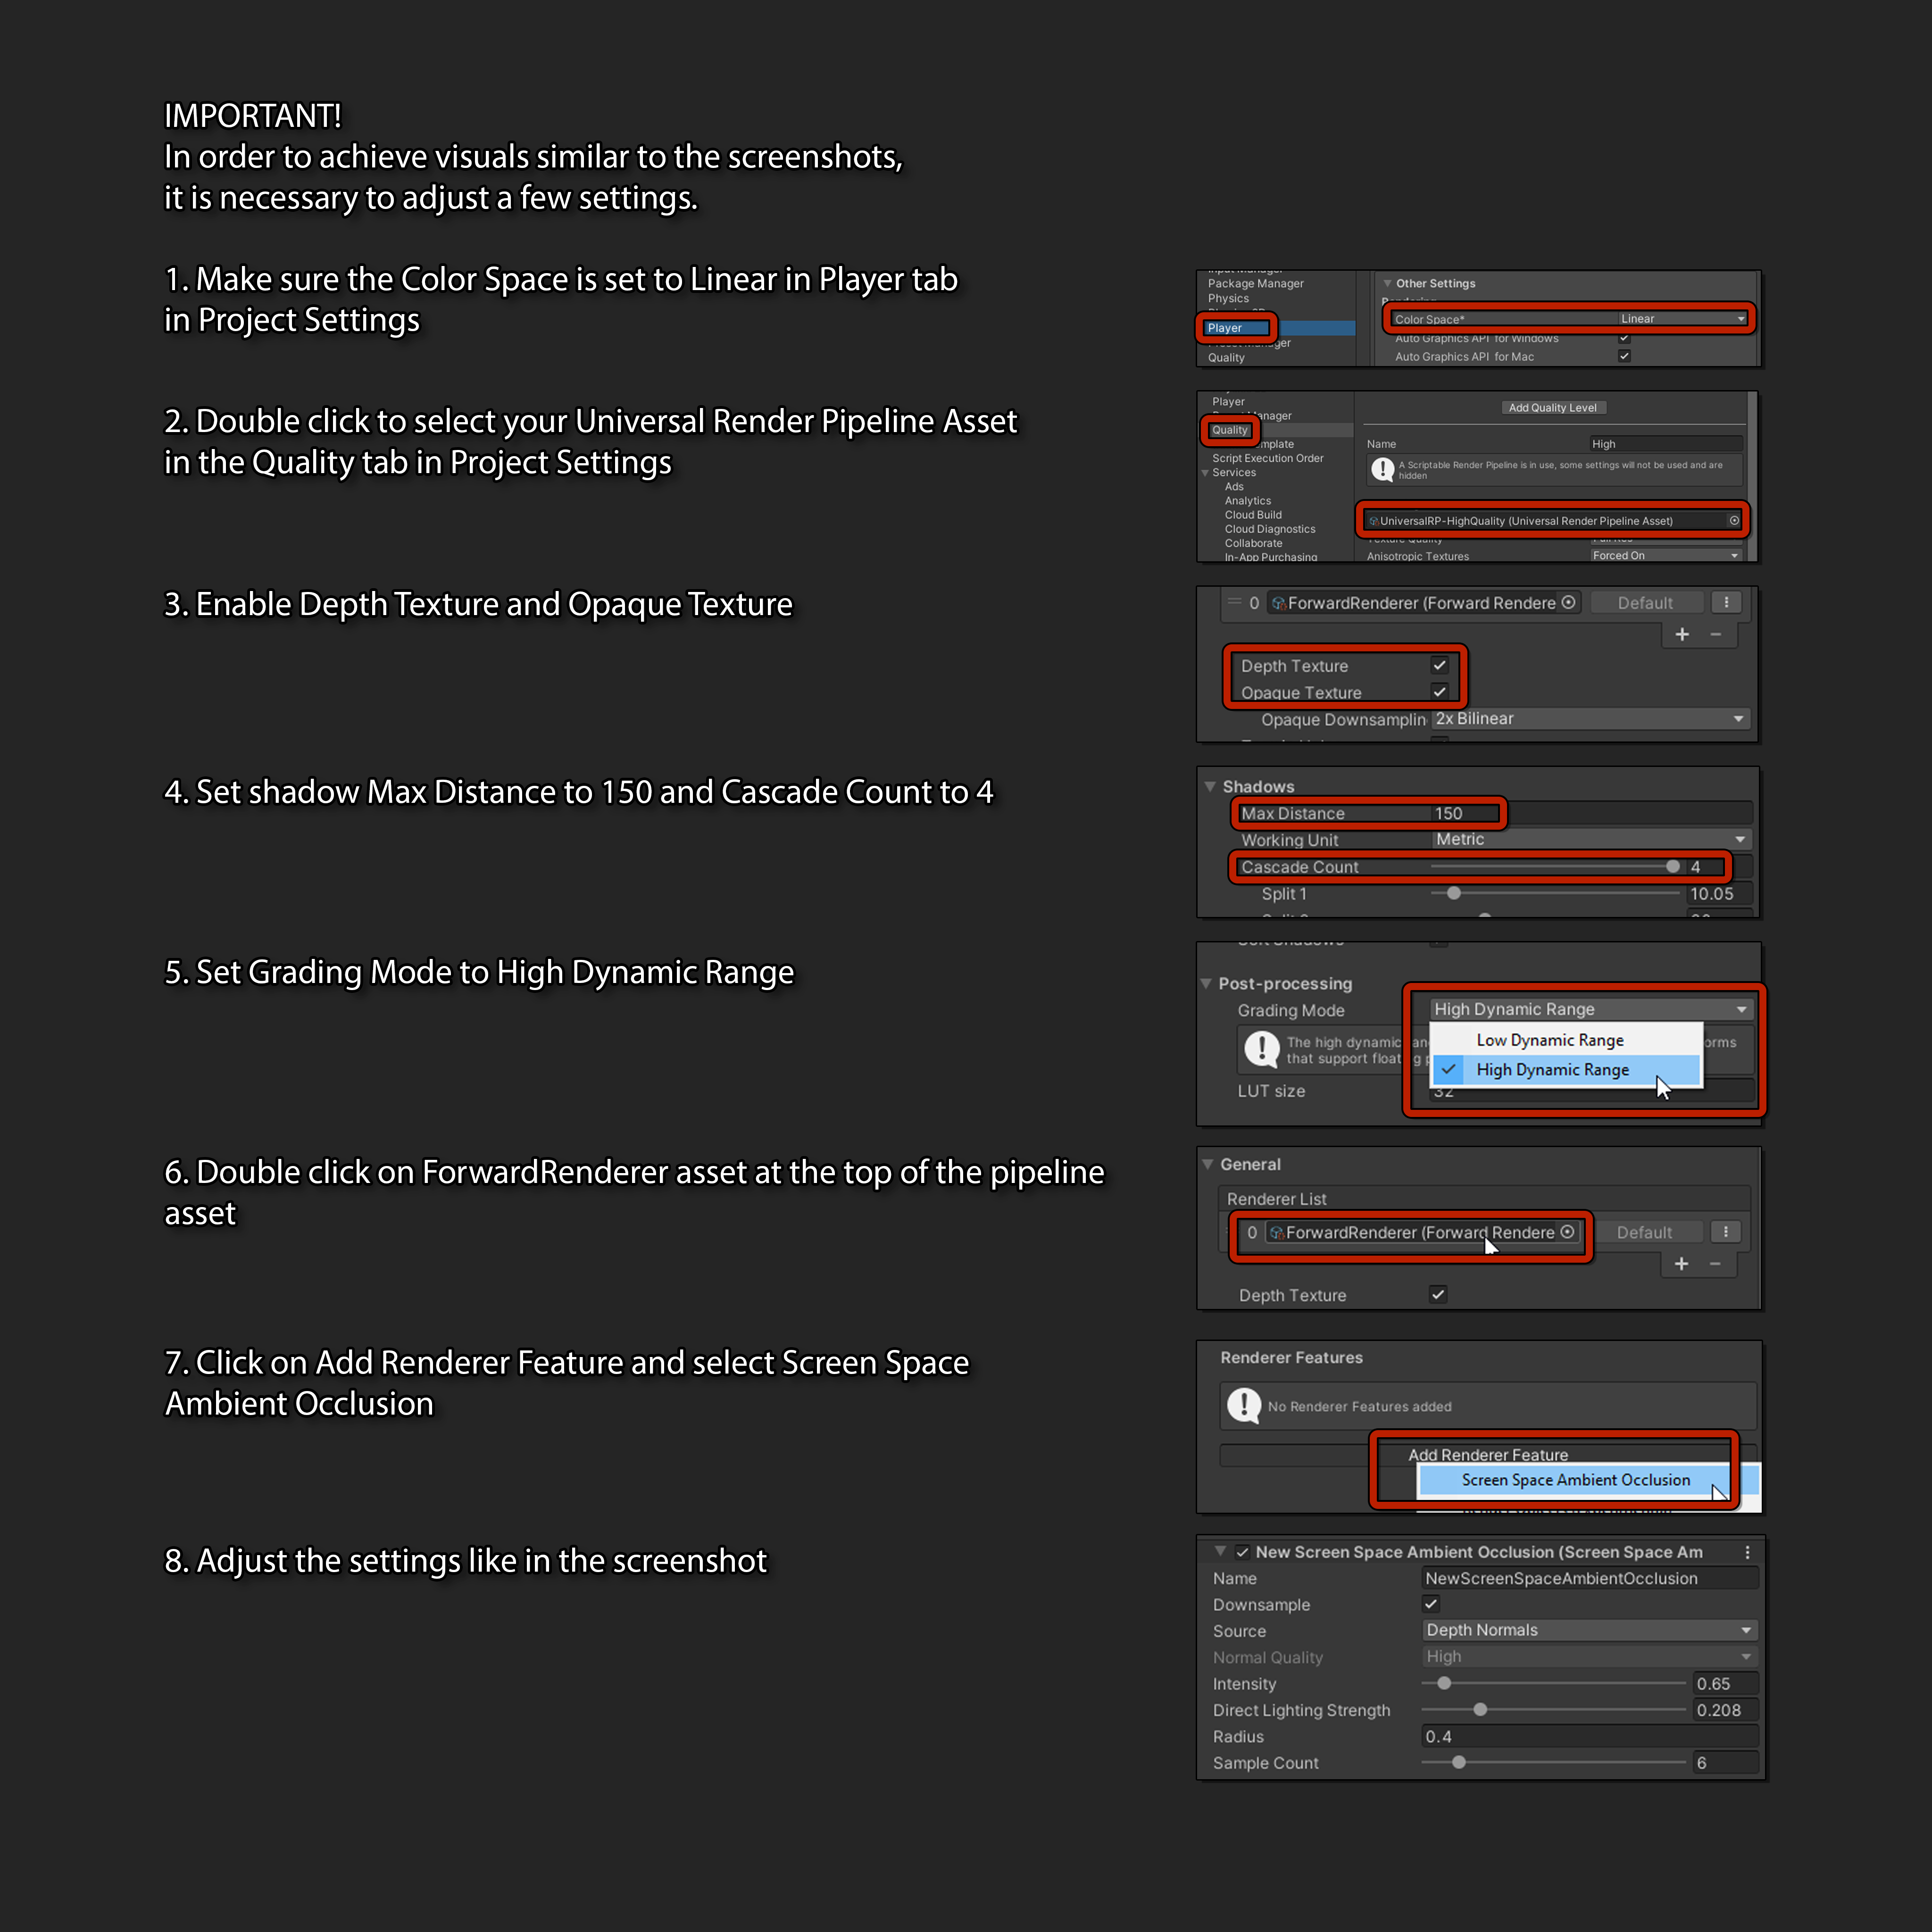 IMPORTANT!
In order to achieve visuals similar to the screenshots,
it is necessary to adjust a few settings.
1. Make sure the Color Space is set to Linear in Player tab
in Project Settings
Package Manager
Physics
Player
Quality
Other Settings
Color Space* Linear
Auto Graphics API for Windows
Auto Graphics API for Mac
2. Double click to select your Universal Render Pipeline Asset
in the Quality tab in Project Settings
Player
Quality
Script Execution Order
Services
Ads
Analytics
Cloud Build
Cloud Diagnostics
Collaborate
In-App Purchasing
Add Quality Level
Name High
A Scriptable Render Pipeline is in use, some settings will not be used and are
hidden
UniversalRP-HighQuality (Universal Render Pipeline Asset)
Anisotropic Textures Forced On
3. Enable Depth Texture and Opaque Texture
0 ForwardRenderer (Forward Rendere Default
+ −
Depth Texture
Opaque Texture
Opaque Downsamplin 2x Bilinear
4. Set shadow Max Distance to 150 and Cascade Count to 4
Shadows
Max Distance 150
Working Unit Metric
Cascade Count 4
Split 1 10.05
5. Set Grading Mode to High Dynamic Range
Post-processing
Grading Mode High Dynamic Range
Low Dynamic Range
High Dynamic Range
The high dynamic
that support
LUT size 32
6. Double click on ForwardRenderer asset at the top of the pipeline
asset
General
Renderer List
0 ForwardRenderer (Forward Rendere Default
+ −
Depth Texture
7. Click on Add Renderer Feature and select Screen Space
Ambient Occlusion
Renderer Features
No Renderer Features added
Add Renderer Feature
Screen Space Ambient Occlusion
8. Adjust the settings like in the screenshot
New Screen Space Ambient Occlusion (Screen Space Am
Name NewScreenSpaceAmbientOcclusion
Downsample
Source Depth Normals
Normal Quality High
Intensity 0.65
Direct Lighting Strength 0.208
Radius 0.4
Sample Count 6